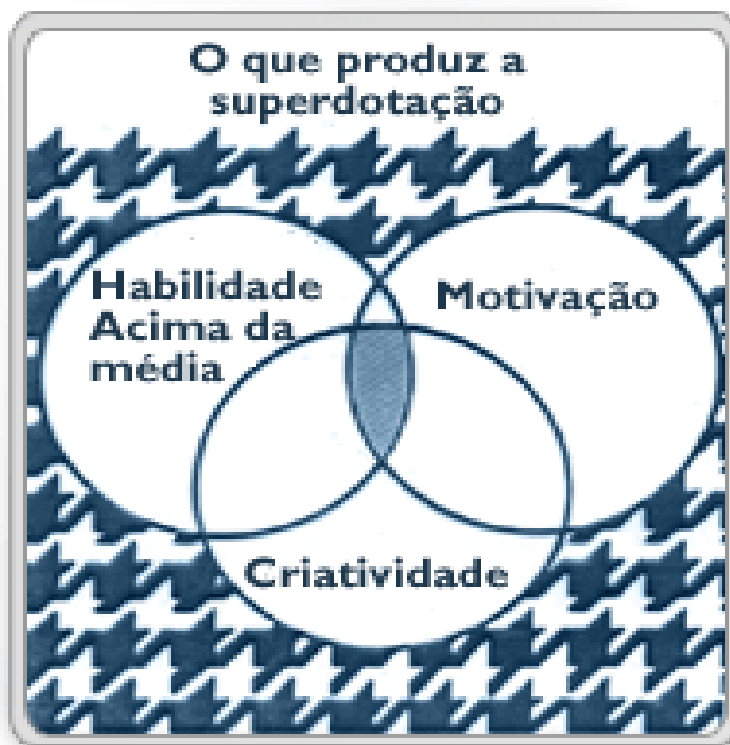 O que produz a
superdotação
Habilidade
Acima da
média
Motivação
Criatividade